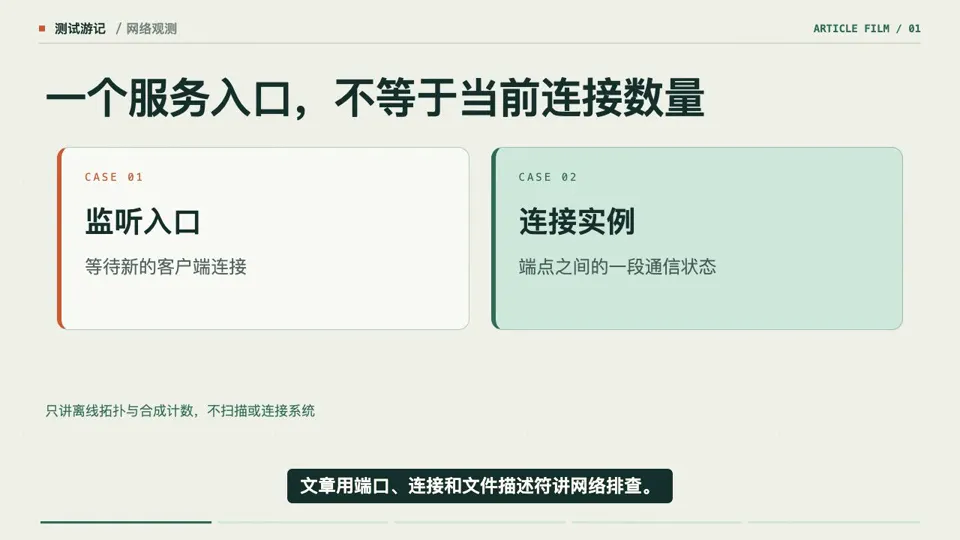 测试游记 / 网络观测
ARTICLE FILM / 01
一个服务入口，不等于当前连接数量
CASE 01
监听入口
等待新的客户端连接
CASE 02
连接实例
端点之间的一段通信状态
只讲离线拓扑与合成计数，不扫描或连接系统
文章用端口、连接和文件描述符讲网络排查。